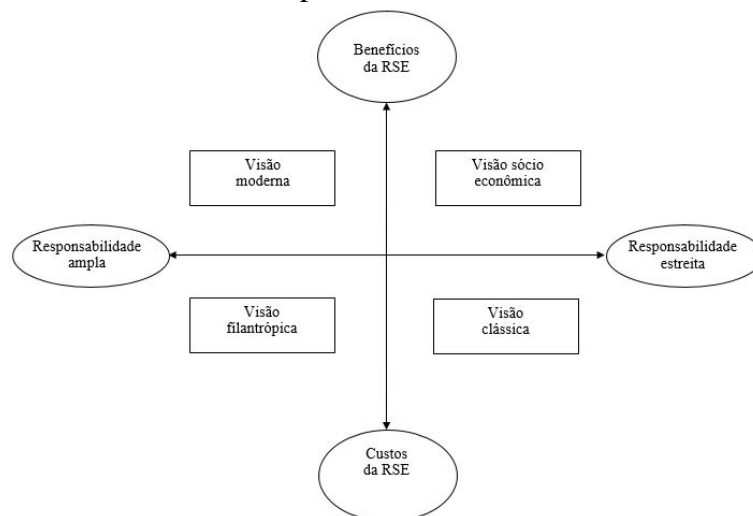 Benefícios
da RSE
Visão
moderna
Visão sócio
econômica
Responsabilidade
ampla
Responsabilidade
estreita
Visão
filantrópica
Visão
clássica
Custos
da RSE